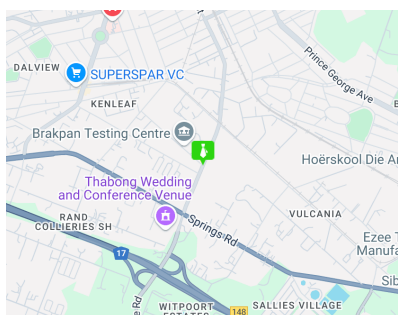 DALVIEW
SUPERSPAR VC
Prince George Ave
KENLEAF
Brakpan Testing Centre
Hoërskool Die A
Thabong Wedding
and Conference Venue
RAND
COLLIERIES SH
VULCANIA
Springs Rd
Ezee T
Manufa
17
Sib
e Rd
WITPOORT
ESTATES
148
SALLIES VILLAGE